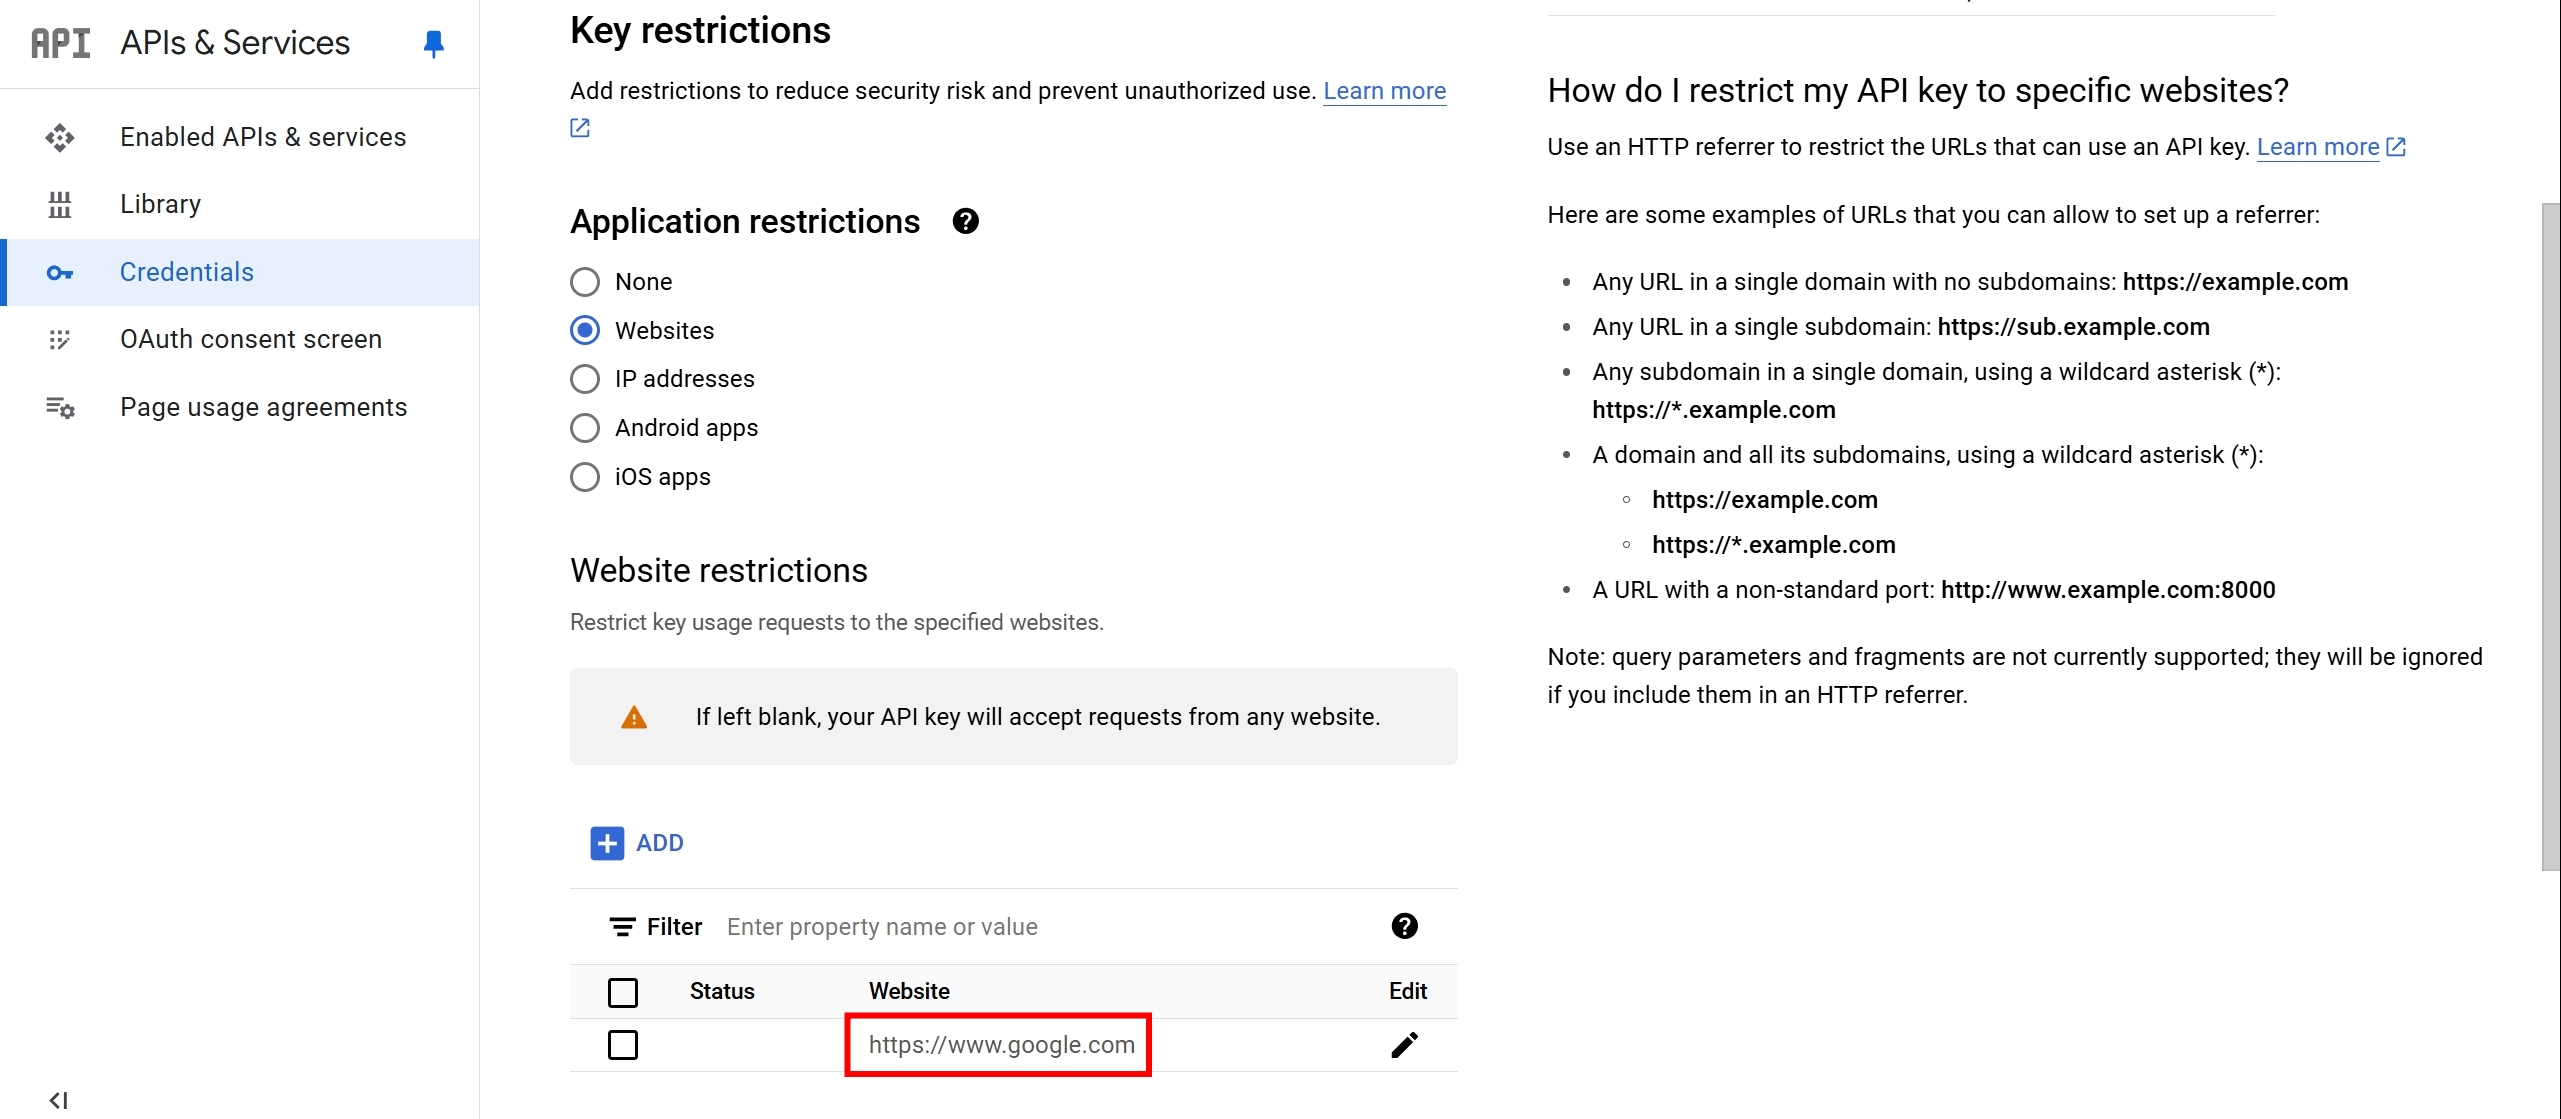 API APIs & Services
Enabled APIs & services
Library
Credentials
OAuth consent screen
Page usage agreements
Key restrictions
Add restrictions to reduce security risk and prevent unauthorized use. Learn more
Application restrictions
None
Websites
IP addresses
Android apps
iOS apps
Website restrictions
Restrict key usage requests to the specified websites.
If left blank, your API key will accept requests from any website.
ADD
Filter Enter property name or value
Status Website Edit
https://www.google.com
How do I restrict my API key to specific websites?
Use an HTTP referrer to restrict the URLs that can use an API key. Learn more
Here are some examples of URLs that you can allow to set up a referrer:
• Any URL in a single domain with no subdomains: https://example.com
• Any URL in a single subdomain: https://sub.example.com
• Any subdomain in a single domain, using a wildcard asterisk (*):
https://*.example.com
• A domain and all its subdomains, using a wildcard asterisk (*):
◦ https://example.com
◦ https://*.example.com
• A URL with a non-standard port: http://www.example.com:8000
Note: query parameters and fragments are not currently supported; they will be ignored
if you include them in an HTTP referrer.